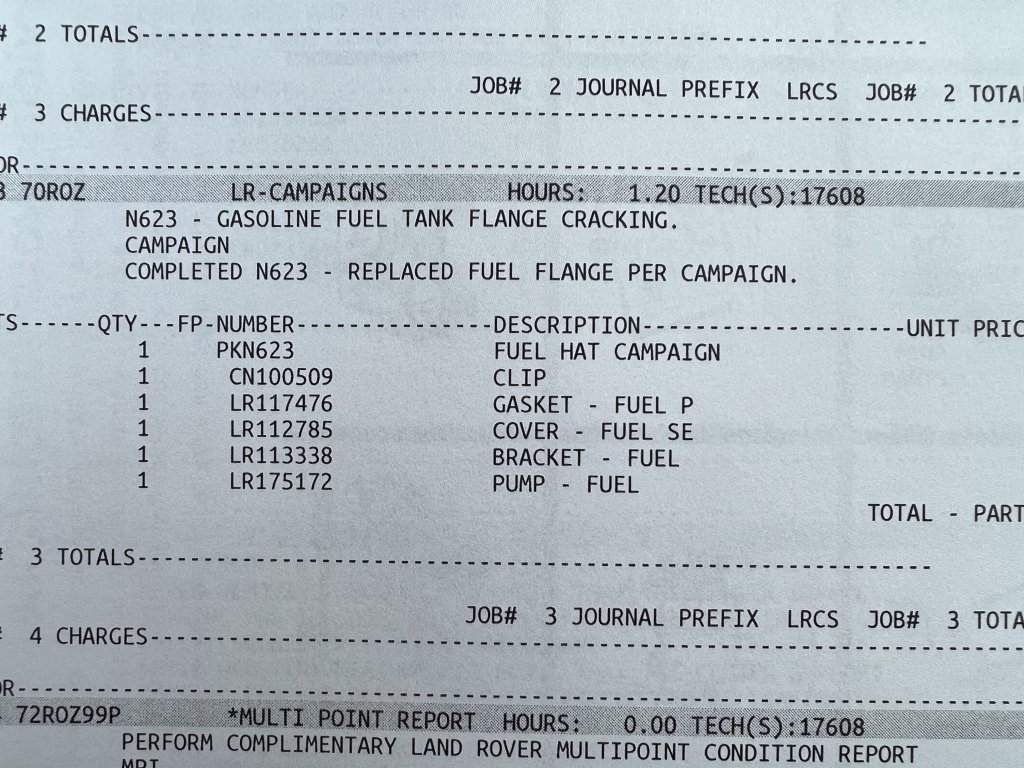 # 2 TOTALS------------------------------------------------------------
JOB# 2 JOURNAL PREFIX LRCS JOB# 2 TOTA
# 3 CHARGES------------------------------------------------------------------
OR-----------------------------------------------------------------------------
3 70ROZ LR-CAMPAIGNS HOURS: 1.20 TECH(S):17608
N623 - GASOLINE FUEL TANK FLANGE CRACKING.
CAMPAIGN
COMPLETED N623 - REPLACED FUEL FLANGE PER CAMPAIGN.
TS------QTY---FP-NUMBER---------------DESCRIPTION--------------------UNIT PRIC
1 PKN623 FUEL HAT CAMPAIGN
1 CN100509 CLIP
1 LR117476 GASKET - FUEL P
1 LR112785 COVER - FUEL SE
1 LR113338 BRACKET - FUEL
1 LR175172 PUMP - FUEL
TOTAL - PART
# 3 TOTALS-------------------------------------------------------------
JOB# 3 JOURNAL PREFIX LRCS JOB# 3 TOTA
# 4 CHARGES-------------------------------------------------------------------
OR-----------------------------------------------------------------------------
72ROZ99P *MULTI POINT REPORT HOURS: 0.00 TECH(S):17608
PERFORM COMPLIMENTARY LAND ROVER MULTIPOINT CONDITION REPORT
MPI